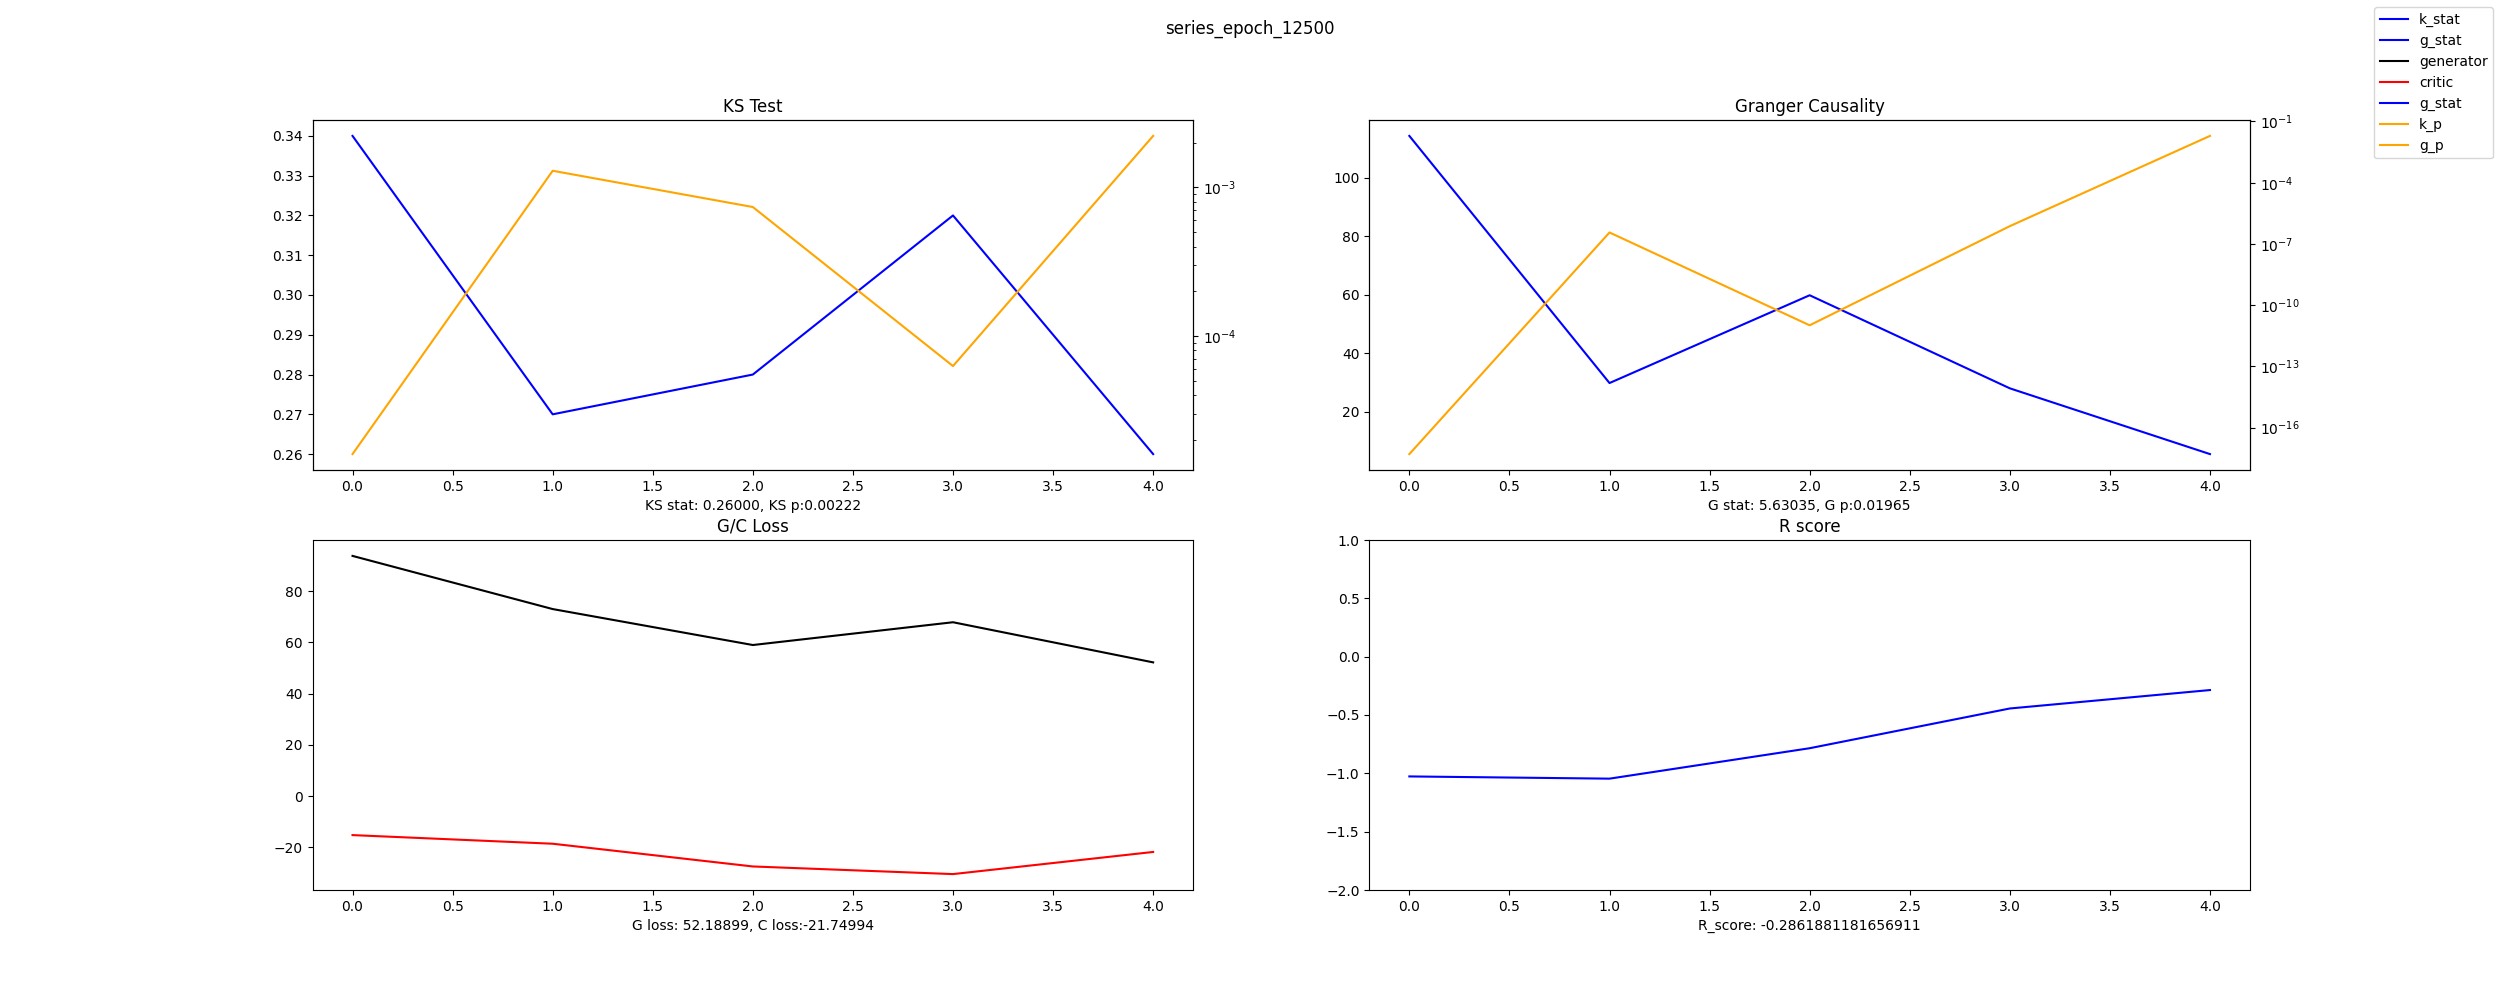 series_epoch_12500
k_stat
g_stat
generator
critic
g_stat
k_p
g_p
KS Test
0.34
0.33
0.32
0.31
0.30
0.29
0.28
0.27
0.26
10⁻³
10⁻⁴
0.0 0.5 1.0 1.5 2.0 2.5 3.0 3.5 4.0
KS stat: 0.26000, KS p:0.00222
Granger Causality
100
80
60
40
20
10⁻¹
10⁻⁴
10⁻⁷
10⁻¹⁰
10⁻¹³
10⁻¹⁶
0.0 0.5 1.0 1.5 2.0 2.5 3.0 3.5 4.0
G stat: 5.63035, G p:0.01965
G/C Loss
80
60
40
20
0
−20
0.0 0.5 1.0 1.5 2.0 2.5 3.0 3.5 4.0
G loss: 52.18899, C loss:-21.74994
R score
1.0
0.5
0.0
−0.5
−1.0
−1.5
−2.0
0.0 0.5 1.0 1.5 2.0 2.5 3.0 3.5 4.0
R_score: -0.2861881181656911